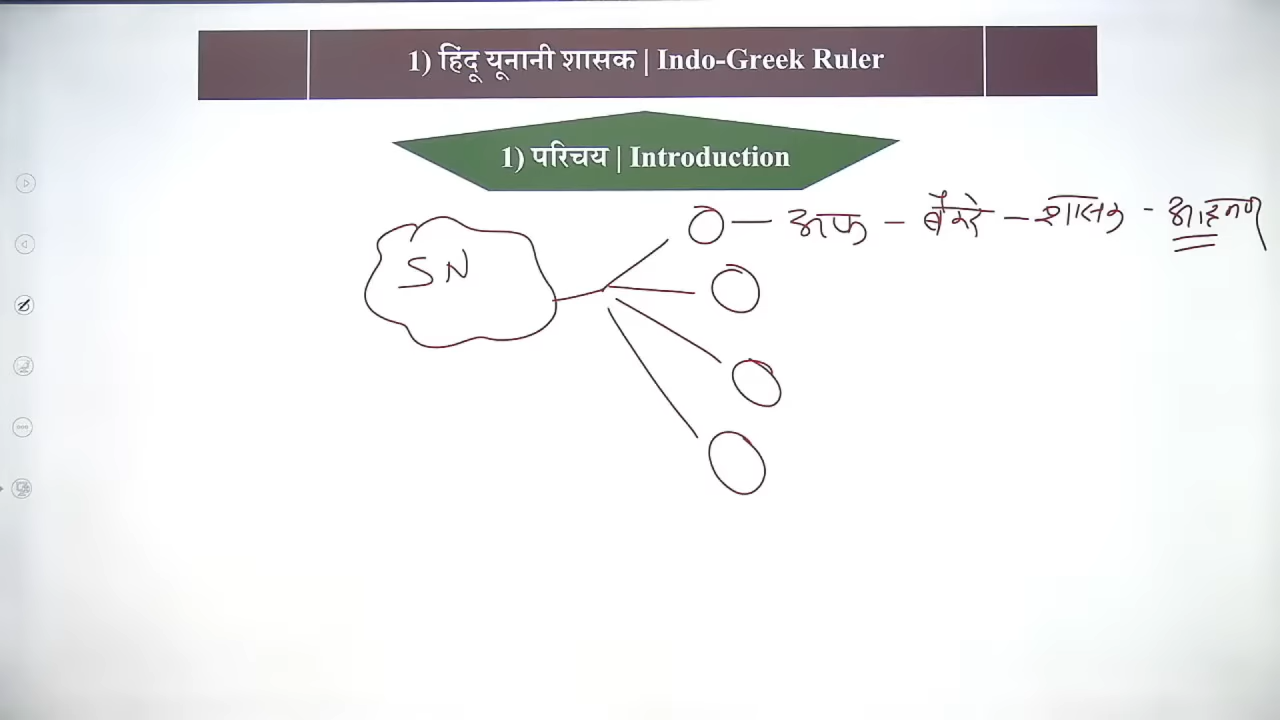 1) हिंदू यूनानी शासक | Indo-Greek Ruler
1) परिचय | Introduction
SN
अफ - - शासक - आक्रमण